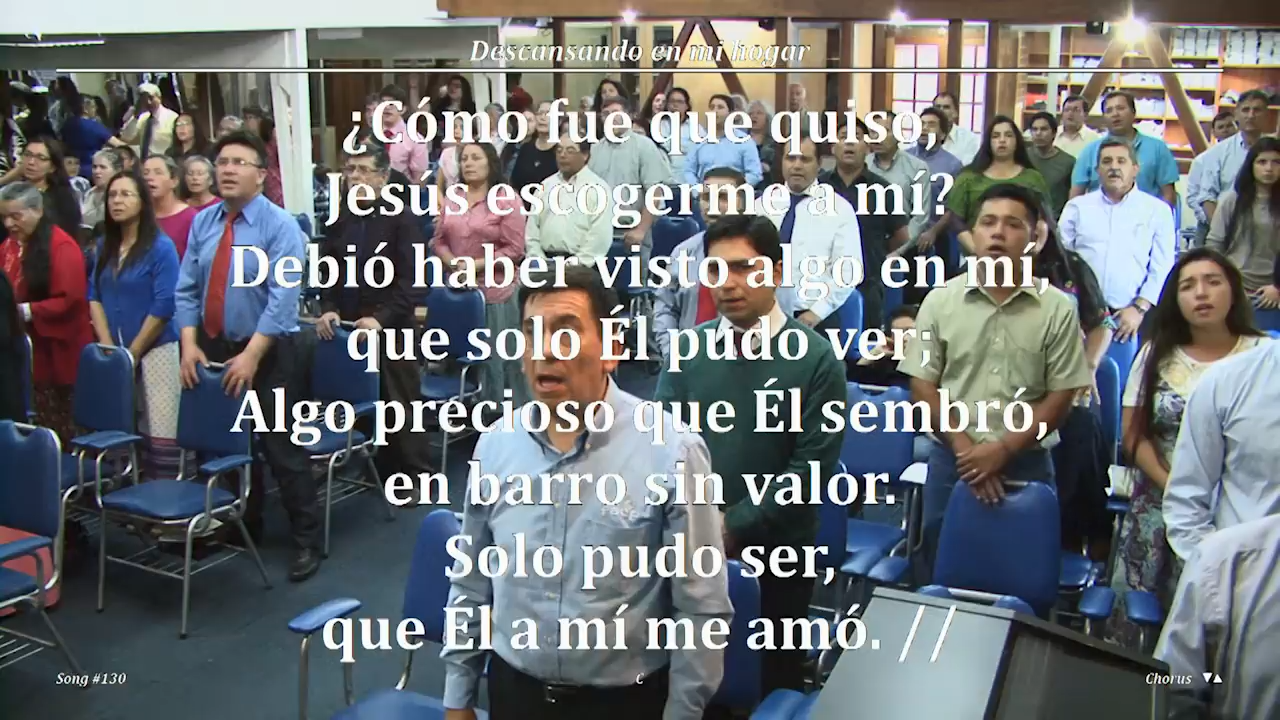 Descansando en mi hogar
¿Cómo fue que quiso,
Jesús escogerme a mí?
Debió haber visto algo en mí,
que solo Él pudo ver;
Algo precioso que Él sembró,
en barro sin valor.
Solo pudo ser,
que Él a mí me amó. //
Song #130
C
Chorus ▼▲